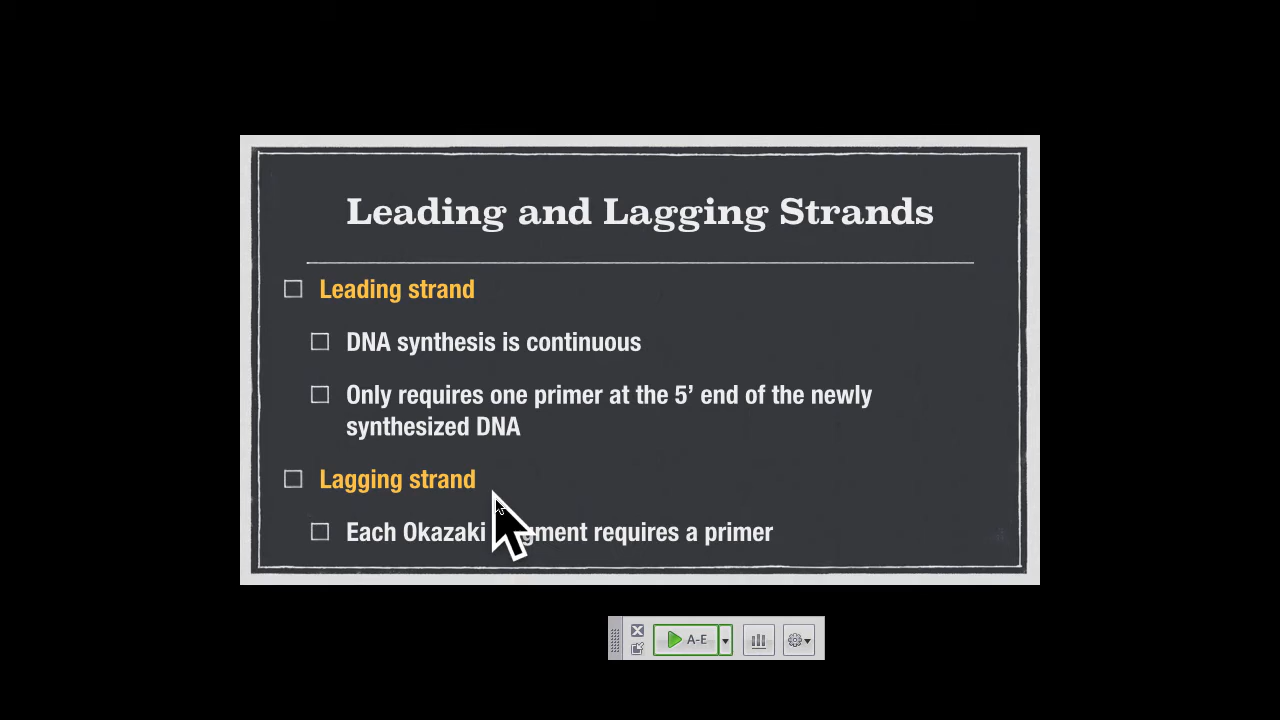 Leading and Lagging Strands
Leading strand
DNA synthesis is continuous
Only requires one primer at the 5’ end of the newly
synthesized DNA
Lagging strand
Each Okazaki gment requires a primer
A-E